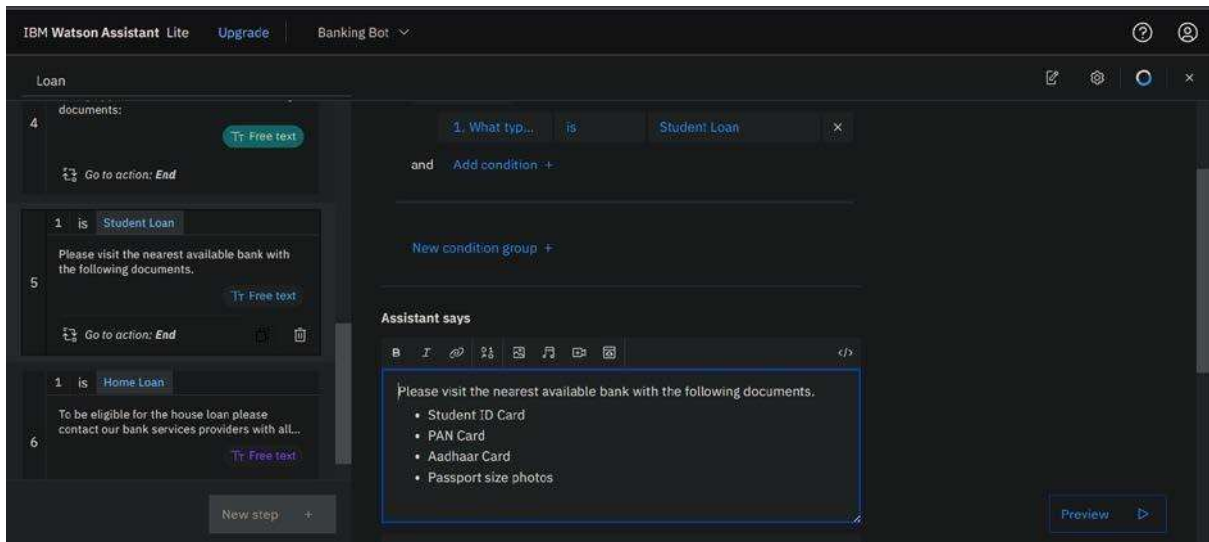 IBM Watson Assistant Lite Upgrade Banking Bot
Loan
documents:
4
Tт Free text
Go to action: End
1 is Student Loan
Please visit the nearest available bank with
the following documents.
5
Tт Free text
Go to action: End
1 is Home Loan
To be eligible for the house loan please
contact our bank services providers with all...
6
Tт Free text
New step +
1. What typ... is Student Loan ×
and Add condition +
New condition group +
Assistant says
B I </>
Please visit the nearest available bank with the following documents.
• Student ID Card
• PAN Card
• Aadhaar Card
• Passport size photos
Preview